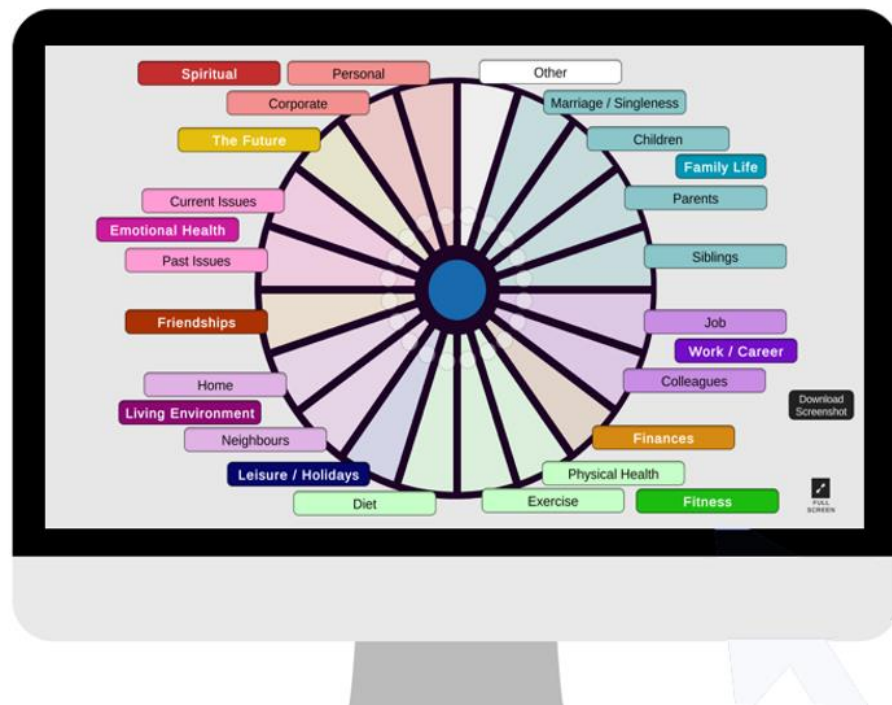 Spiritual
Personal
Other
Corporate
Marriage / Singleness
The Future
Children
Family Life
Current Issues
Parents
Emotional Health
Past Issues
Siblings
Friendships
Job
Work / Career
Home
Colleagues
Living Environment
Download
Screenshot
Neighbours
Finances
Leisure / Holidays
Physical Health
Diet
Exercise
Fitness
FULL
SCREEN